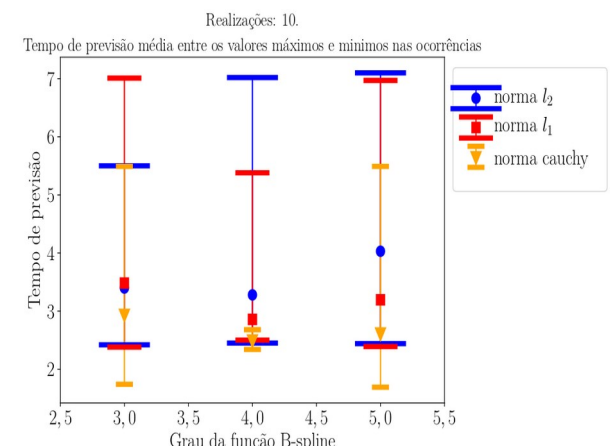 Realizações: 10.
Tempo de previsão média entre os valores máximos e minimos nas ocorrências
norma l2
norma l1
norma cauchy
Tempo de previsão
7
6
5
4
3
2
2,5 3,0 3,5 4,0 4,5 5,0 5,5
Grau da função B-spline